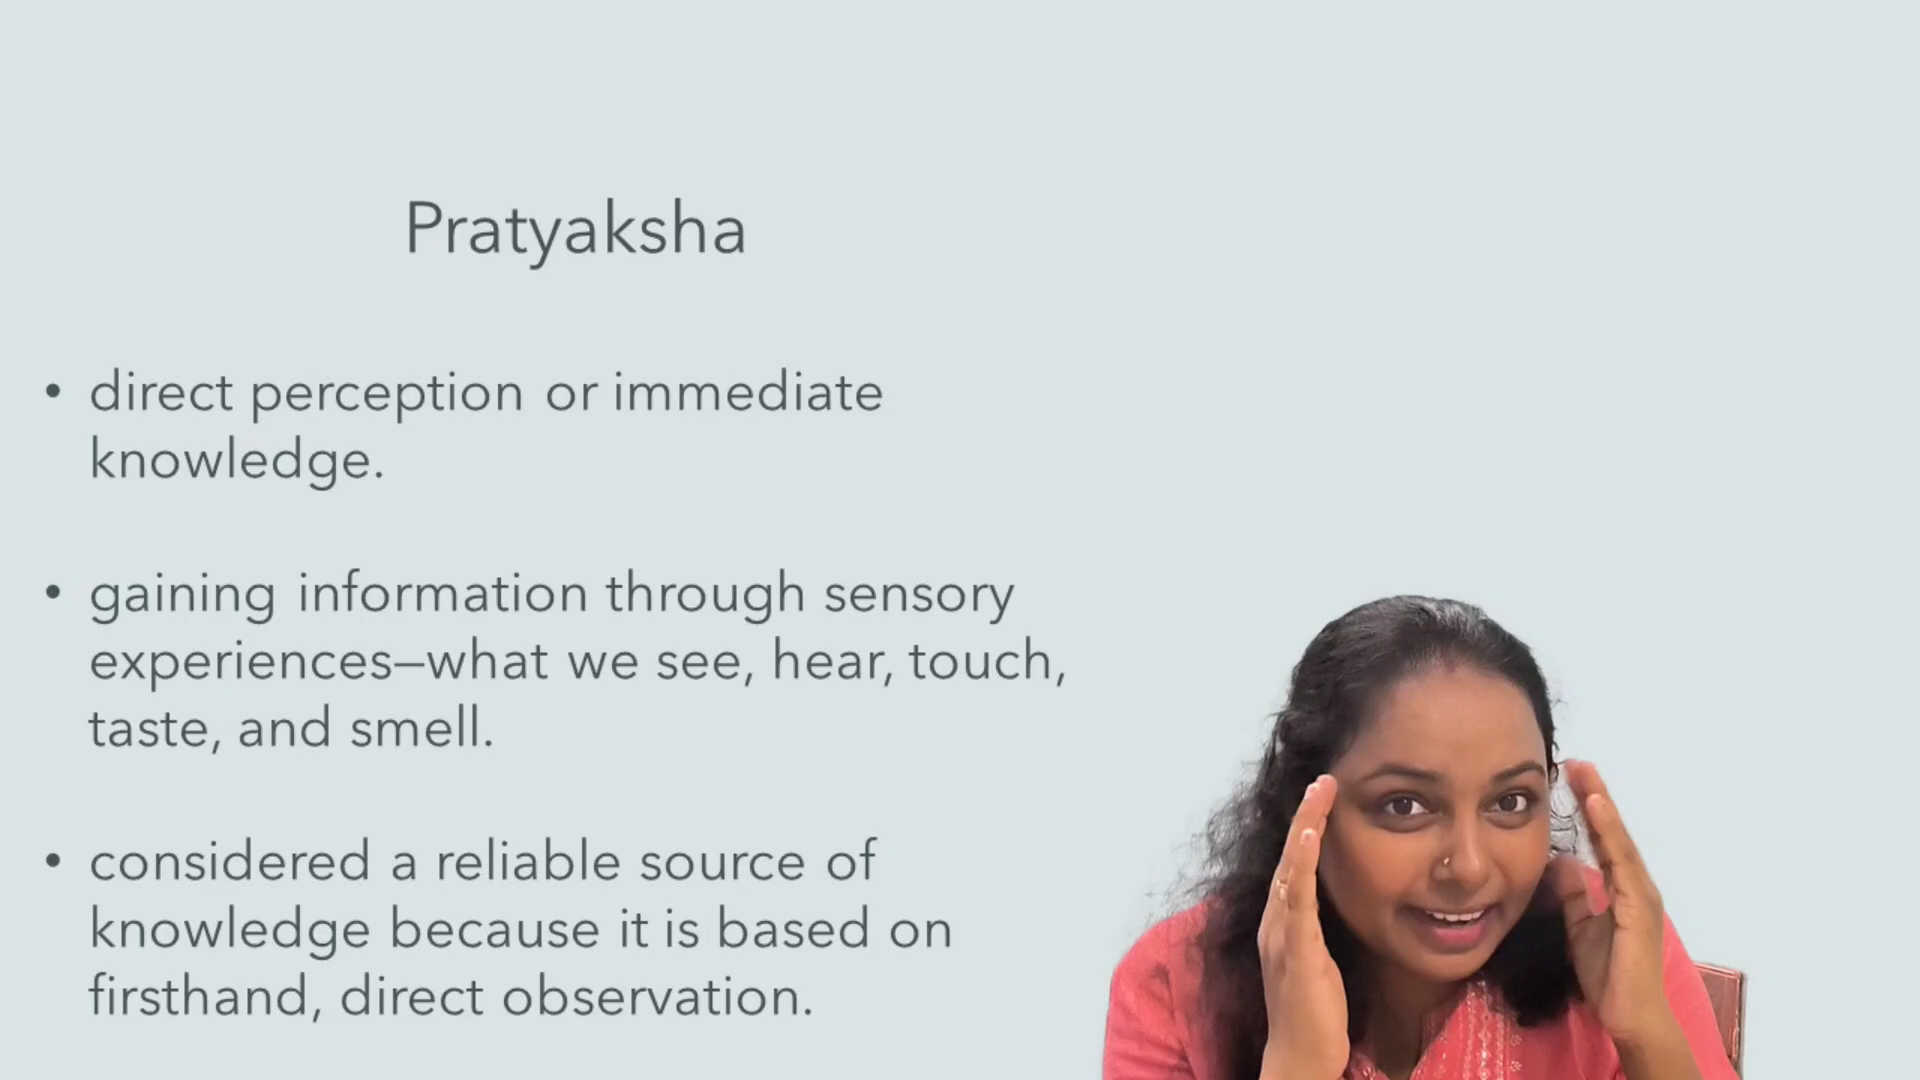 Pratyaksha
• direct perception or immediate
knowledge.
• gaining information through sensory
experiences—what we see, hear, touch,
taste, and smell.
• considered a reliable source of
knowledge because it is based on
firsthand, direct observation.